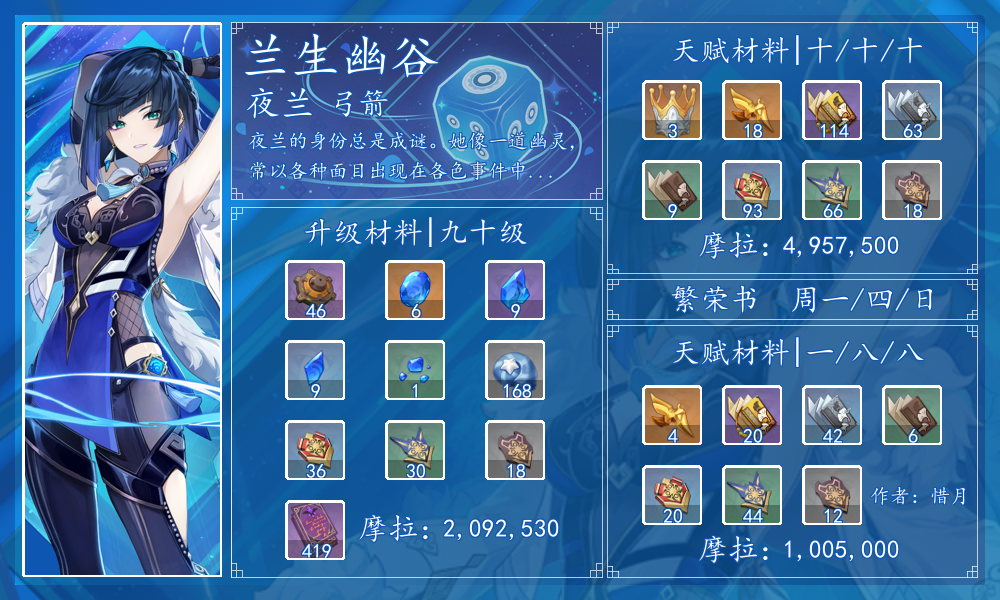 兰生幽谷
夜兰 弓箭
夜兰的身份总是成谜。她像一道幽灵,
常以各种面目出现在各色事件中...
升级材料|九十级
46 6 9
9 1 168
36 30 18
419 摩拉: 2,092,530
天赋材料|十/十/十
3 18 114 63
9 93 66 18
摩拉: 4,957,500
繁荣书 周一/四/日
天赋材料|一/八/八
4 20 42 6
20 44 12 作者: 惜月
摩拉: 1,005,000